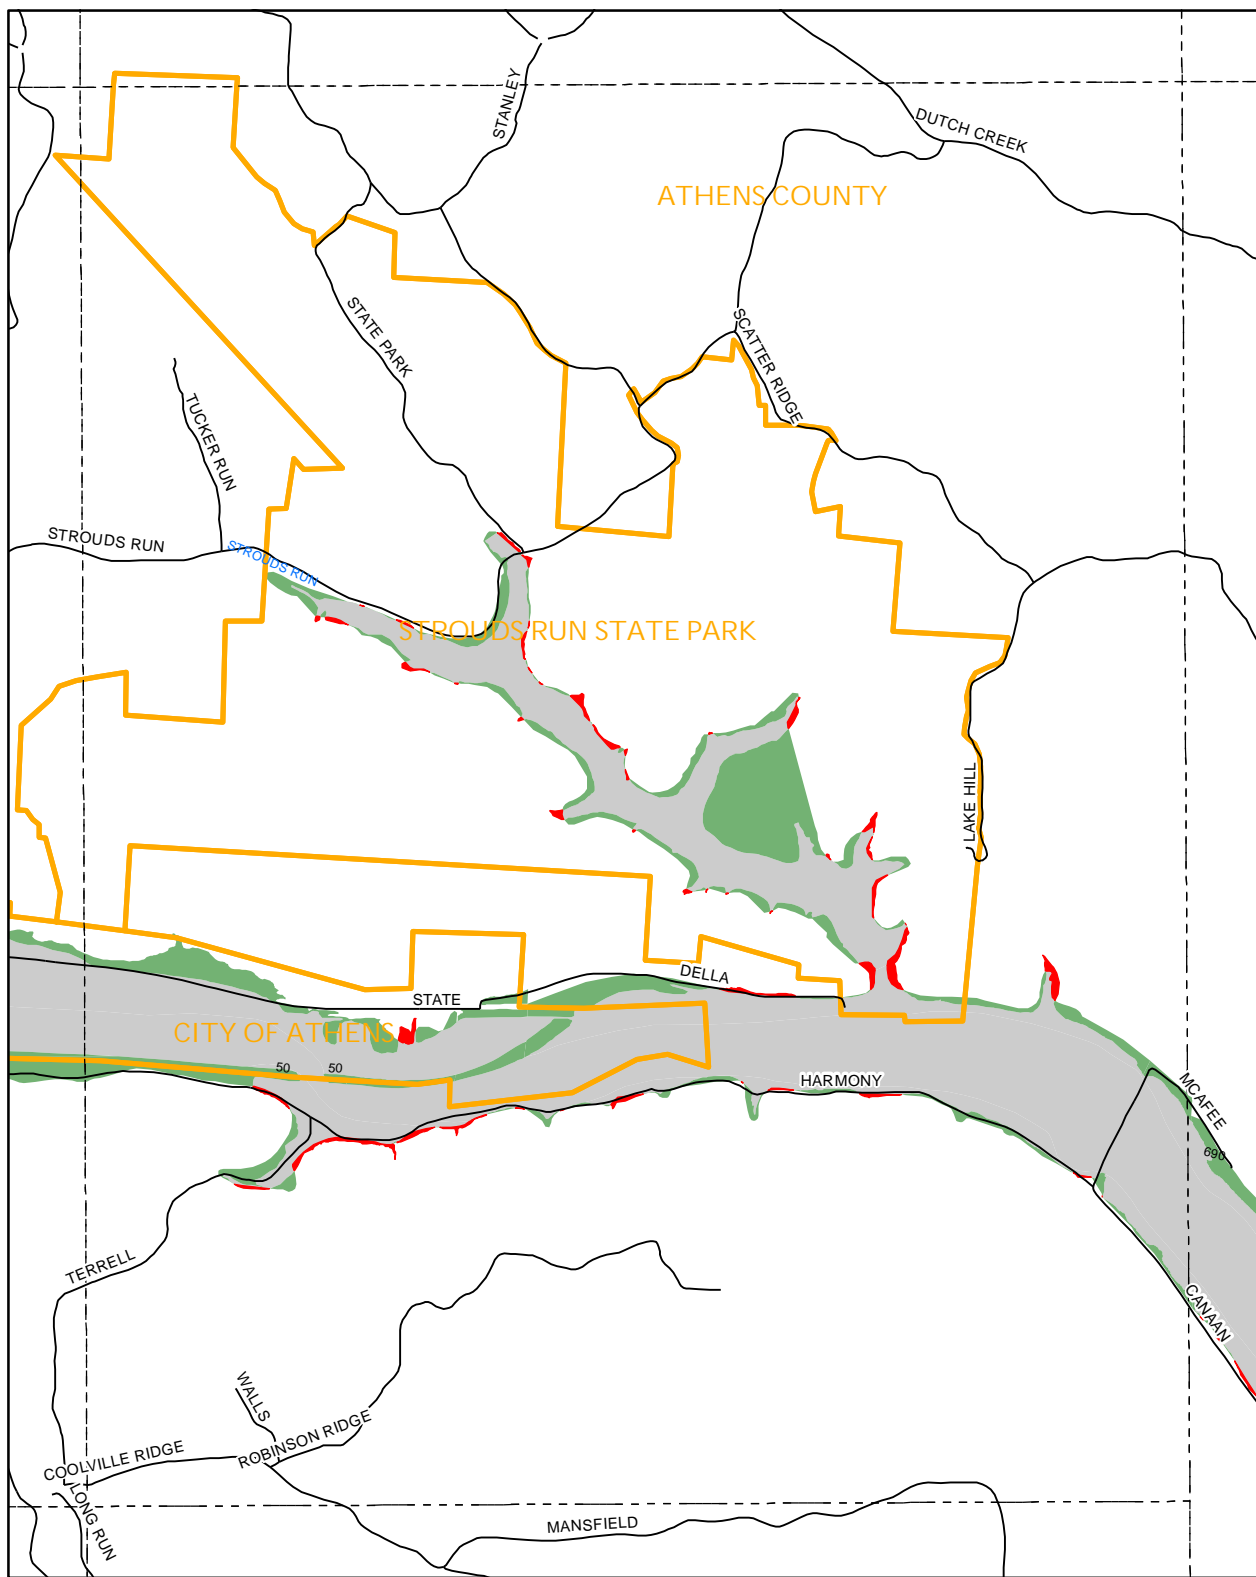 STANLEY
DUTCH CREEK
ATHENS COUNTY
STATE PARK
SCATTER RIDGE
TUCKER RUN
STROUDS RUN
STROUDS RUN
STROUDS RUN STATE PARK
LAKE HILL
DELLA
STATE
CITY OF ATHENS
50
50
HARMONY
MCAFEE
690
TERRELL
CANAAN
WALLS
ROBINSON RIDGE
COOLVILLE RIDGE
LONG RUN
MANSFIELD